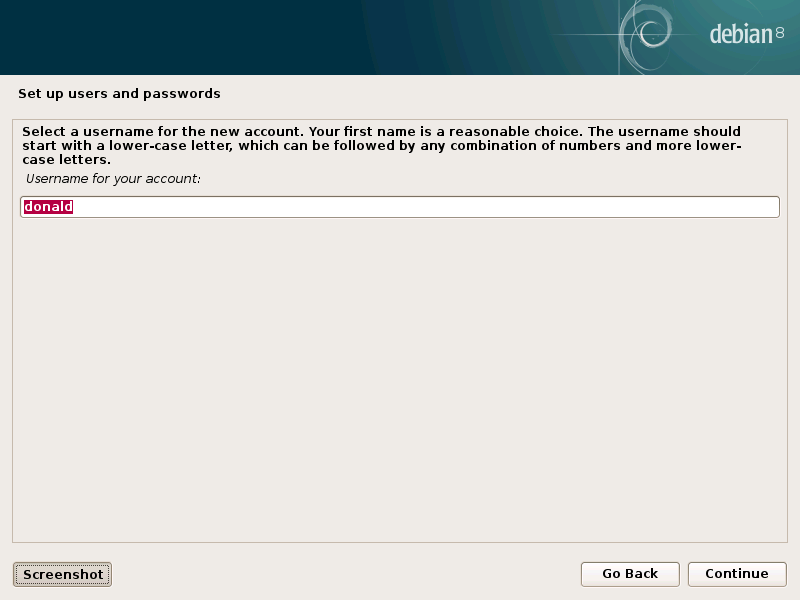 debian 8
Set up users and passwords
Select a username for the new account. Your first name is a reasonable choice. The username should
start with a lower-case letter, which can be followed by any combination of numbers and more lower-
case letters.
Username for your account:
donald
Screenshot
Go Back
Continue